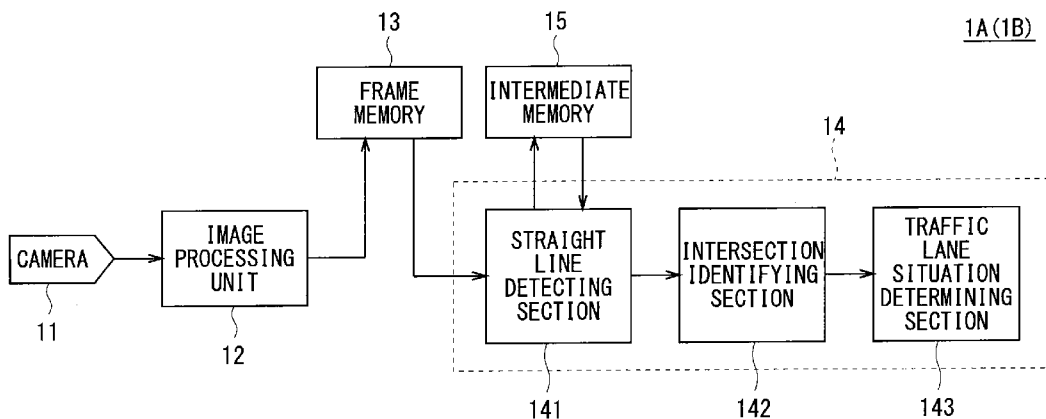 13
15
1A(1B)
FRAME
MEMORY
INTERMEDIATE
MEMORY
14
CAMERA
IMAGE
PROCESSING
UNIT
STRAIGHT
LINE
DETECTING
SECTION
INTERSECTION
IDENTIFYING
SECTION
TRAFFIC
LANE
SITUATION
DETERMINING
SECTION
11
12
141
142
143